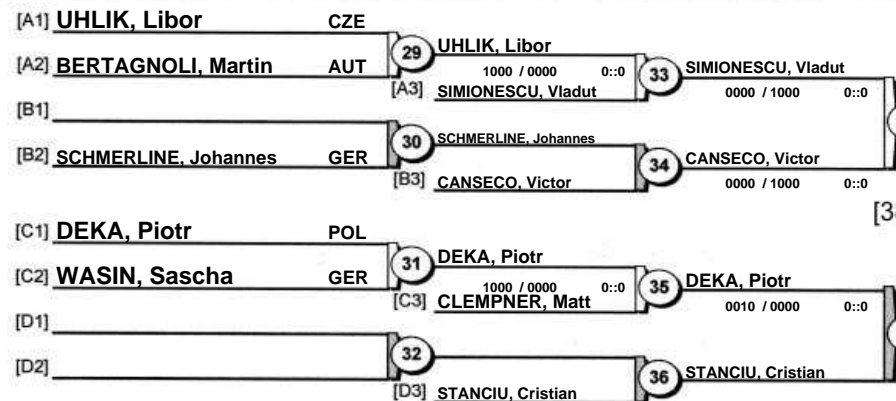 [A1] UHLIK, Libor CZE
[A2] BERTAGNOLI, Martin AUT
29
UHLIK, Libor
1000 / 0000 0::0
[A3] SIMIONESCU, Vladut
33
SIMIONESCU, Vladut
0000 / 1000 0::0
[B1]
[B2] SCHMERLINE, Johannes GER
30
SCHMERLINE, Johannes
[B3] CANSECO, Victor
34
CANSECO, Victor
0000 / 1000 0::0
[C1] DEKA, Piotr POL
[C2] WASIN, Sascha GER
31
DEKA, Piotr
1000 / 0000 0::0
[C3] CLEMPNER, Matt
35
DEKA, Piotr
0010 / 0000 0::0
[D1]
[D2]
32
[D3] STANCIU, Cristian
36
STANCIU, Cristian